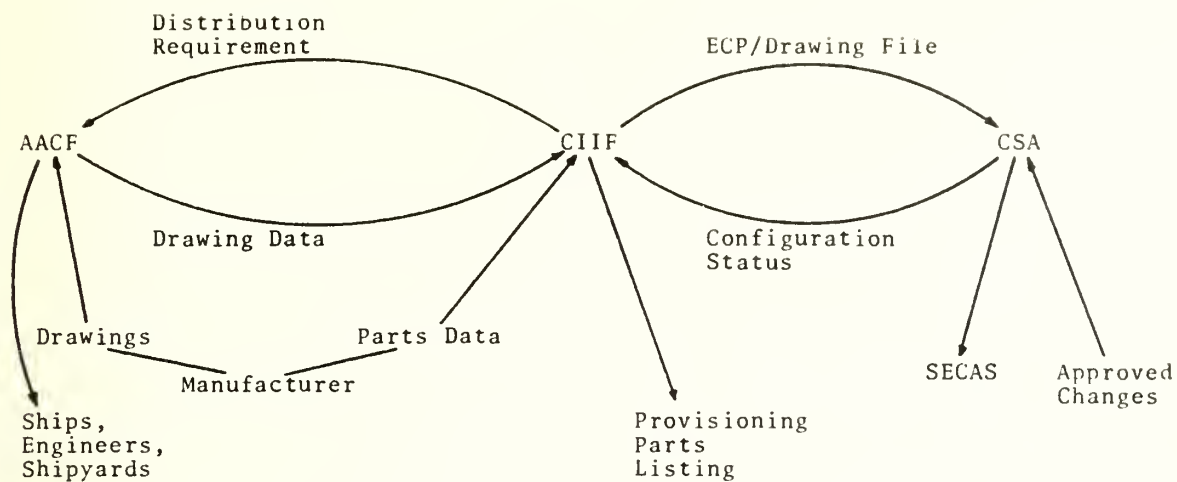 Distribution
Requirement
ECP/Drawing File
AACF
CIIF
CSA
Drawing Data
Configuration
Status
Drawings
Parts Data
Manufacturer
SECAS
Approved
Changes
Ships,
Engineers,
Shipyards
Provisioning
Parts
Listing